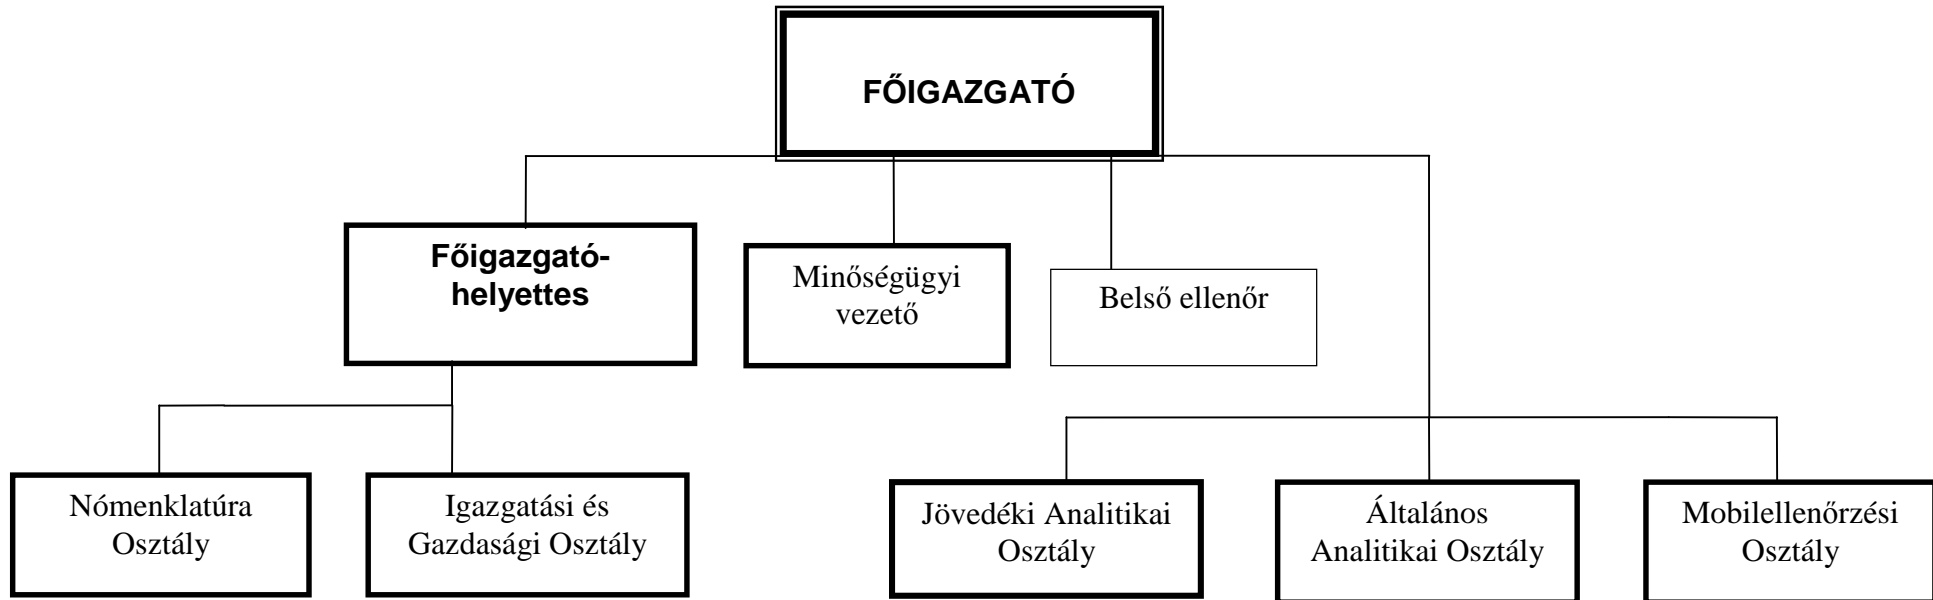 FŐIGAZGATÓ
Főigazgató-
helyettes
Minőségügyi
vezető
Belső ellenőr
Nómenklatúra
Osztály
Igazgatási és
Gazdasági Osztály
Jövedéki Analitikai
Osztály
Általános
Analitikai Osztály
Mobilellenőrzési
Osztály